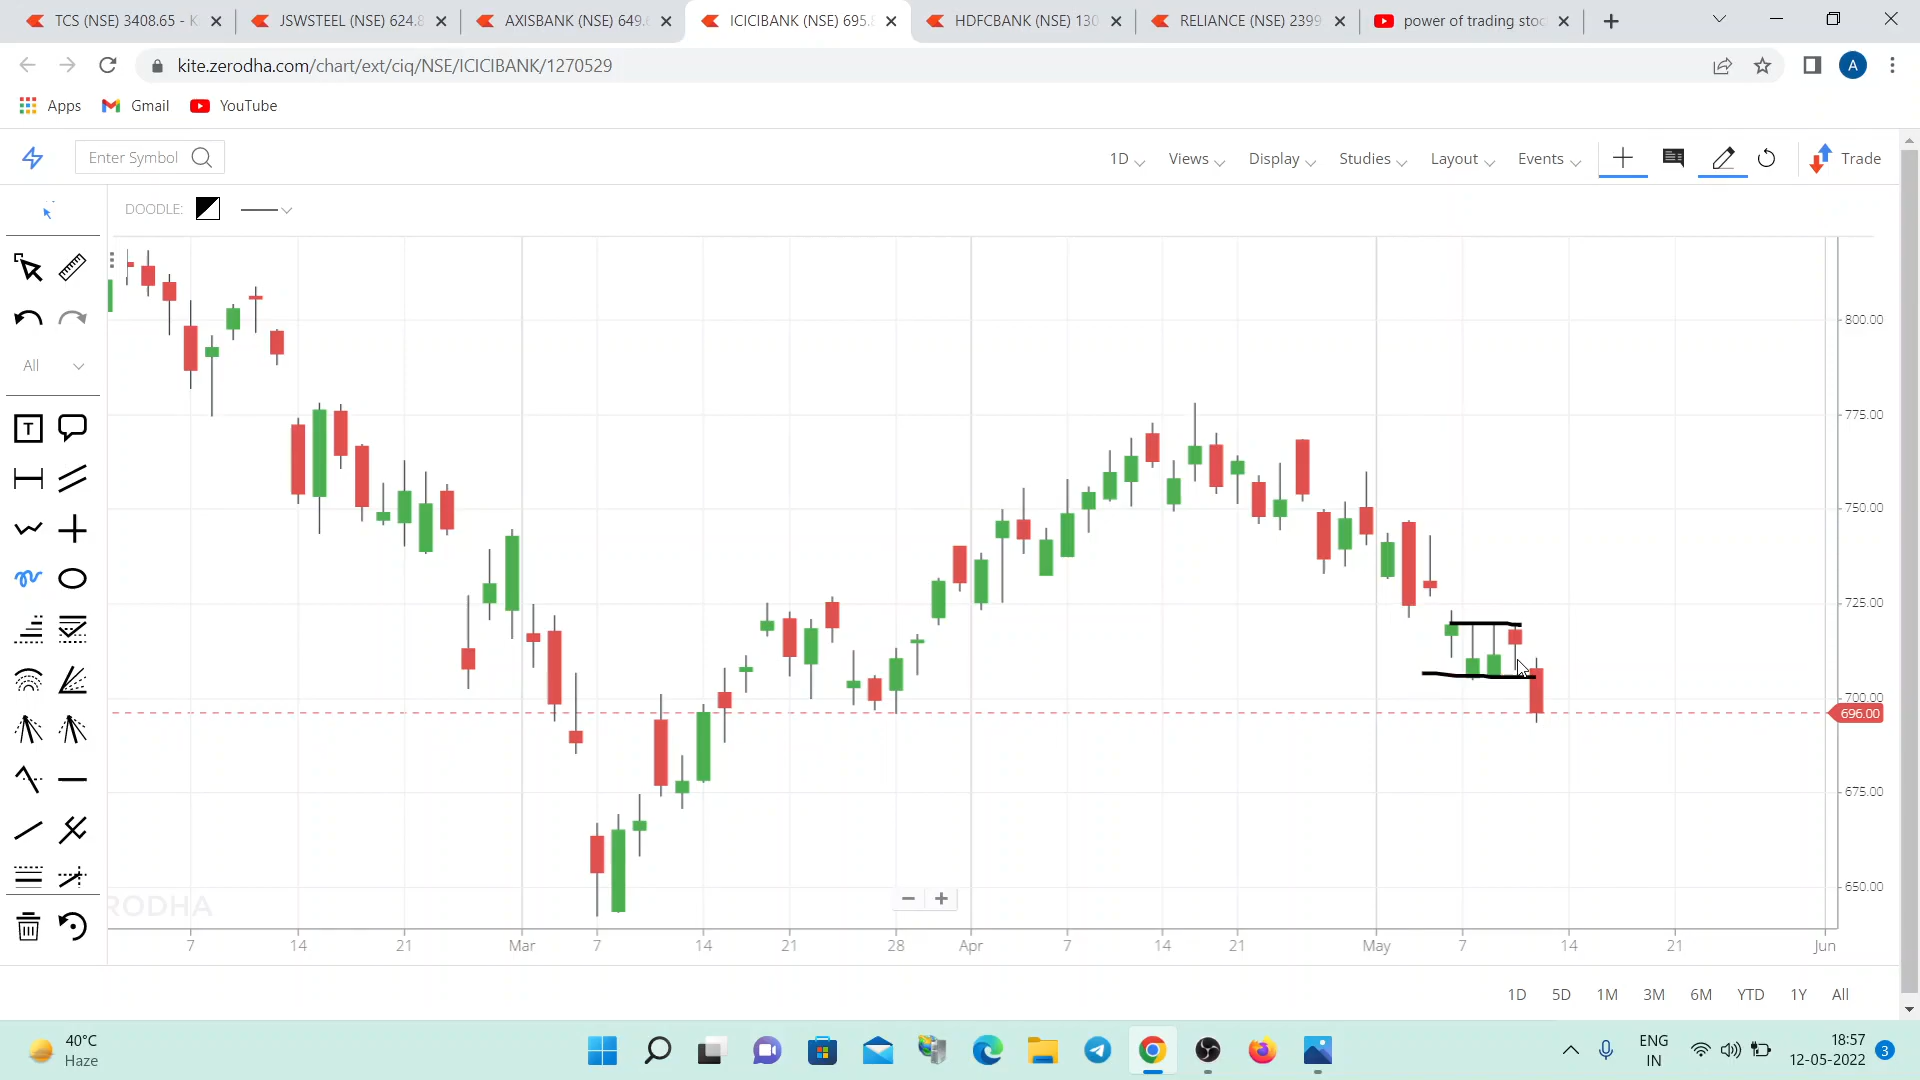 TCS (NSE) 3408.65 - K
JSWSTEEL (NSE) 624.8
AXISBANK (NSE) 649.
ICICIBANK (NSE) 695.8
HDFCBANK (NSE) 130
RELIANCE (NSE) 2399
power of trading stoc
kite.zerodha.com/chart/ext/ciq/NSE/ICICIBANK/1270529
A
Apps
Gmail
YouTube
Enter Symbol
1D
Views
Display
Studies
Layout
Events
Trade
DOODLE:
All
T
800.00
775.00
750.00
725.00
700.00
696.00
675.00
650.00
RODHA
7 14 21 Mar 7 14 21 28 Apr 7 14 21 May 7 14 21 Jun
1D 5D 1M 3M 6M YTD 1Y All
40°C
Haze
ENG
IN
18:57
12-05-2022
3